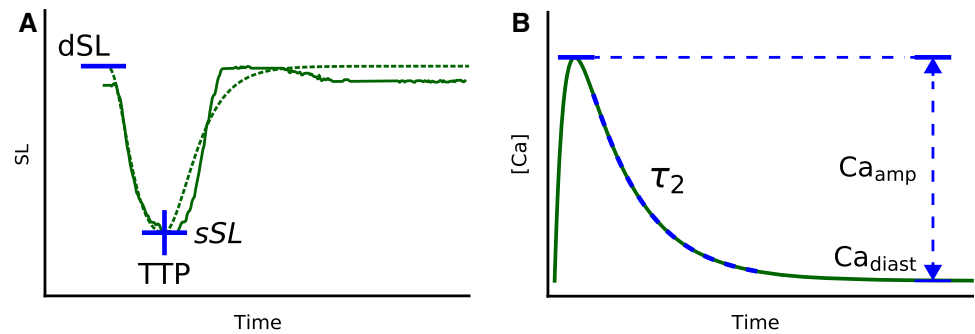 A
dSL
SL
sSL
TTP
Time
B
[Ca]
τ2
Caamp
Cadiast
Time